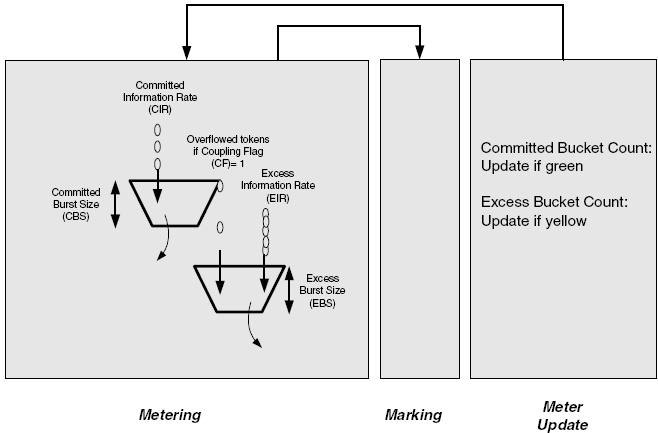 Committed
Information Rate
(CIR)
Overflowed tokens
if Coupling Flag
(CF)= 1
Excess
Information Rate
(EIR)
Committed
Burst Size
(CBS)
Excess
Burst Size
(EBS)
Committed Bucket Count:
Update if green
Excess Bucket Count:
Update if yellow
Metering
Marking
Meter
Update